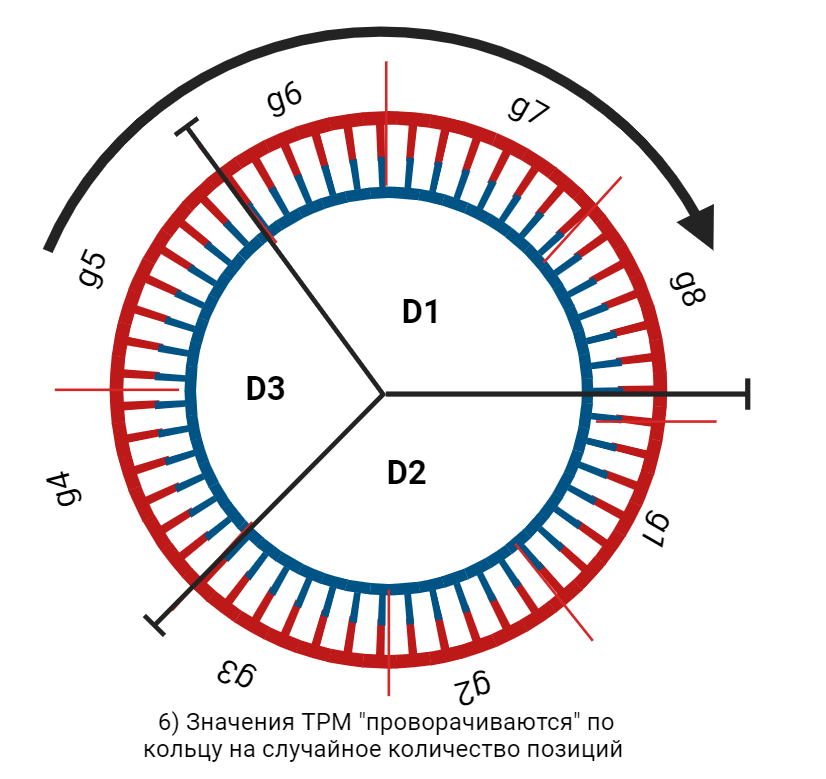 g6
g7
g5
g8
D1
D3
D2
g4
g1
g3
g2
6) Значения TPM "проворачиваются" по
кольцу на случайное количество позиций